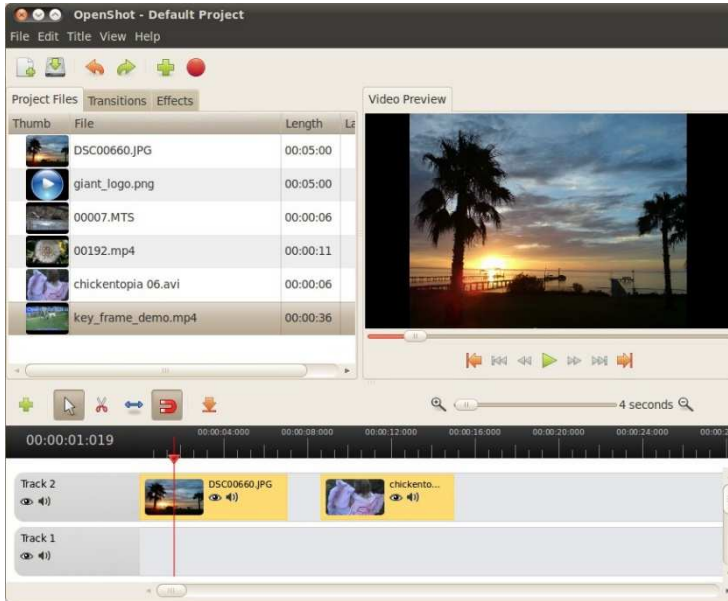 OpenShot - Default Project
File Edit Title View Help
Project Files Transitions Effects
Video Preview
Thumb File Length La
DSC00660.JPG 00:05:00
giant_logo.png 00:05:00
00007.MTS 00:00:06
00192.mp4 00:00:11
chickentopia 06.avi 00:00:06
key_frame_demo.mp4 00:00:36
4 seconds
00:00:01:019
00:00:04:000 00:00:08:000 00:00:12:000 00:00:16:000 00:00:20:000 00:00:24:000 00:00:2
Track 2
DSC00660.JPG
chickento...
Track 1